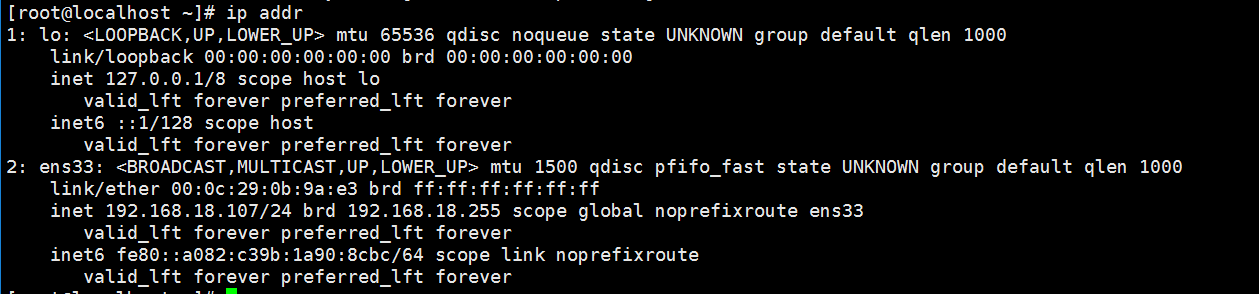 [root@localhost ~]# ip addr
1: lo: <LOOPBACK,UP,LOWER_UP> mtu 65536 qdisc noqueue state UNKNOWN group default qlen 1000
    link/loopback 00:00:00:00:00:00 brd 00:00:00:00:00:00
    inet 127.0.0.1/8 scope host lo
       valid_lft forever preferred_lft forever
    inet6 ::1/128 scope host
       valid_lft forever preferred_lft forever
2: ens33: <BROADCAST,MULTICAST,UP,LOWER_UP> mtu 1500 qdisc pfifo_fast state UNKNOWN group default qlen 1000
    link/ether 00:0c:29:0b:9a:e3 brd ff:ff:ff:ff:ff:ff
    inet 192.168.18.107/24 brd 192.168.18.255 scope global noprefixroute ens33
       valid_lft forever preferred_lft forever
    inet6 fe80::a082:c39b:1a90:8cbc/64 scope link noprefixroute
       valid_lft forever preferred_lft forever